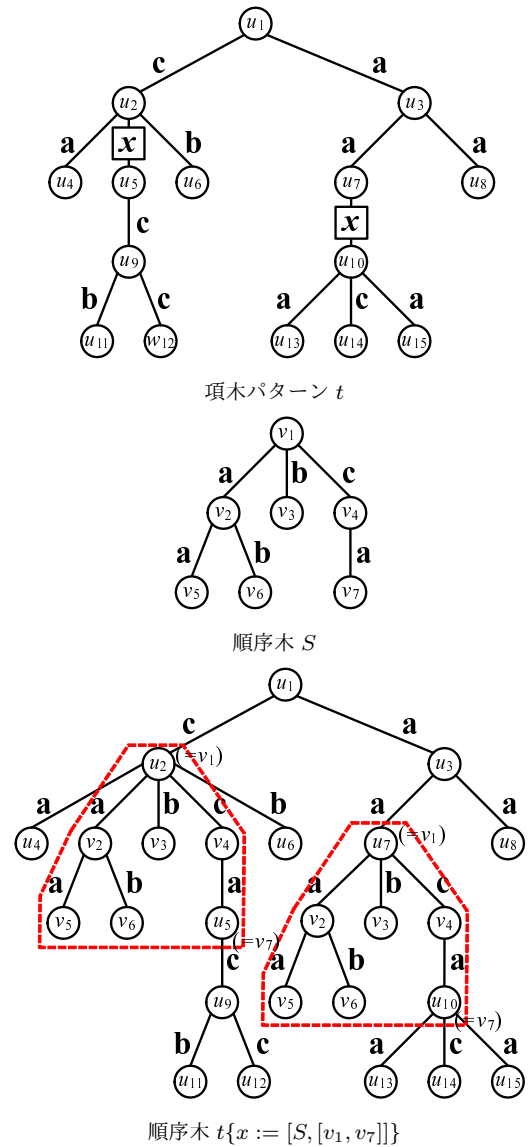 u1
c a
u2 u3
a x b a a
u4 u5 u6 u7 u8
c x
u9 u10
b c a c a
u11 w12 u13 u14 u15
項木パターン t
v1
a b c
v2 v3 v4
a b a
v5 v6 v7
順序木 S
u1
c a
u2 (=v1) u3
a a b c b a a
u4 v2 v3 v4 u6 u7 (=v1) u8
a b a a b c
v5 v6 u5 (=v7) v2 v3 v4
c a b a
u9 v5 v6 u10 (=v7)
b c a c a
u11 u12 u13 u14 u15
順序木 t{x := [S, [v1, v7]]}